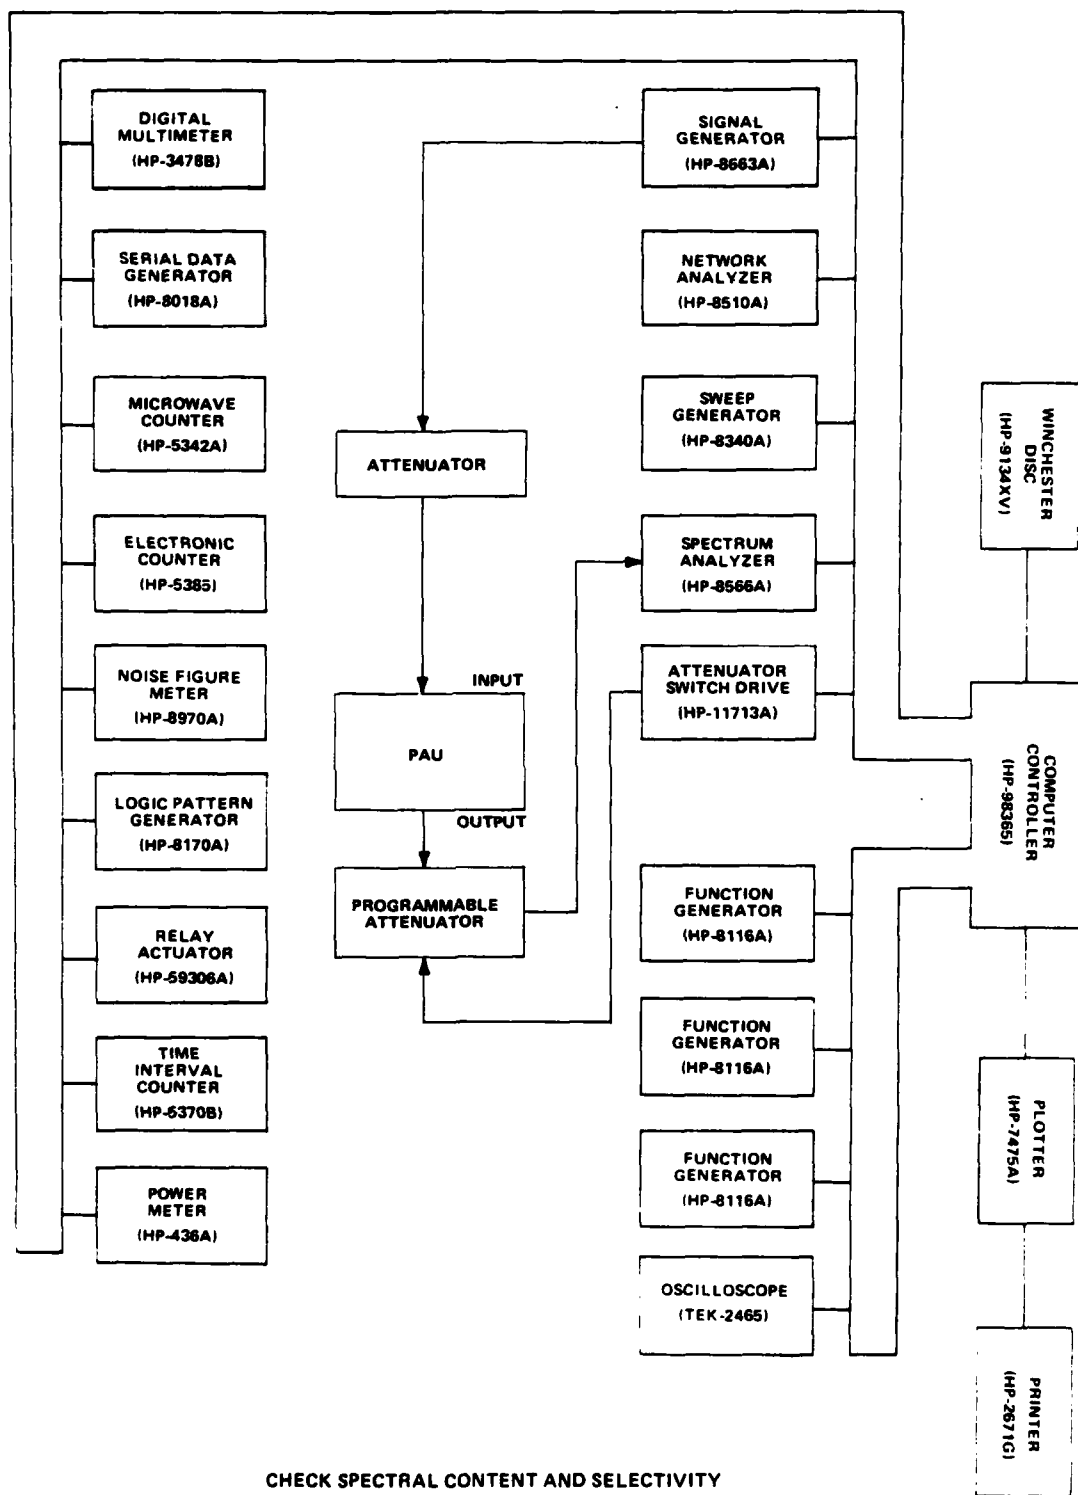 DIGITAL
MULTIMETER
(HP-3478B)
SERIAL DATA
GENERATOR
(HP-8018A)
MICROWAVE
COUNTER
(HP-5342A)
ELECTRONIC
COUNTER
(HP-5385)
NOISE FIGURE
METER
(HP-8970A)
LOGIC PATTERN
GENERATOR
(HP-8170A)
RELAY
ACTUATOR
(HP-59306A)
TIME
INTERVAL
COUNTER
(HP-5370B)
POWER
METER
(HP-436A)
ATTENUATOR
INPUT
PAU
OUTPUT
PROGRAMMABLE
ATTENUATOR
SIGNAL
GENERATOR
(HP-8663A)
NETWORK
ANALYZER
(HP-8510A)
SWEEP
GENERATOR
(HP-8340A)
SPECTRUM
ANALYZER
(HP-8566A)
ATTENUATOR
SWITCH DRIVE
(HP-11713A)
FUNCTION
GENERATOR
(HP-8116A)
FUNCTION
GENERATOR
(HP-8116A)
FUNCTION
GENERATOR
(HP-8116A)
OSCILLOSCOPE
(TEK-2465)
WINCHESTER
DISC
(HP-9134XV)
COMPUTER
CONTROLLER
(HP-98365)
PLOTTER
(HP-7475A)
PRINTER
(HP-2671G)
CHECK SPECTRAL CONTENT AND SELECTIVITY